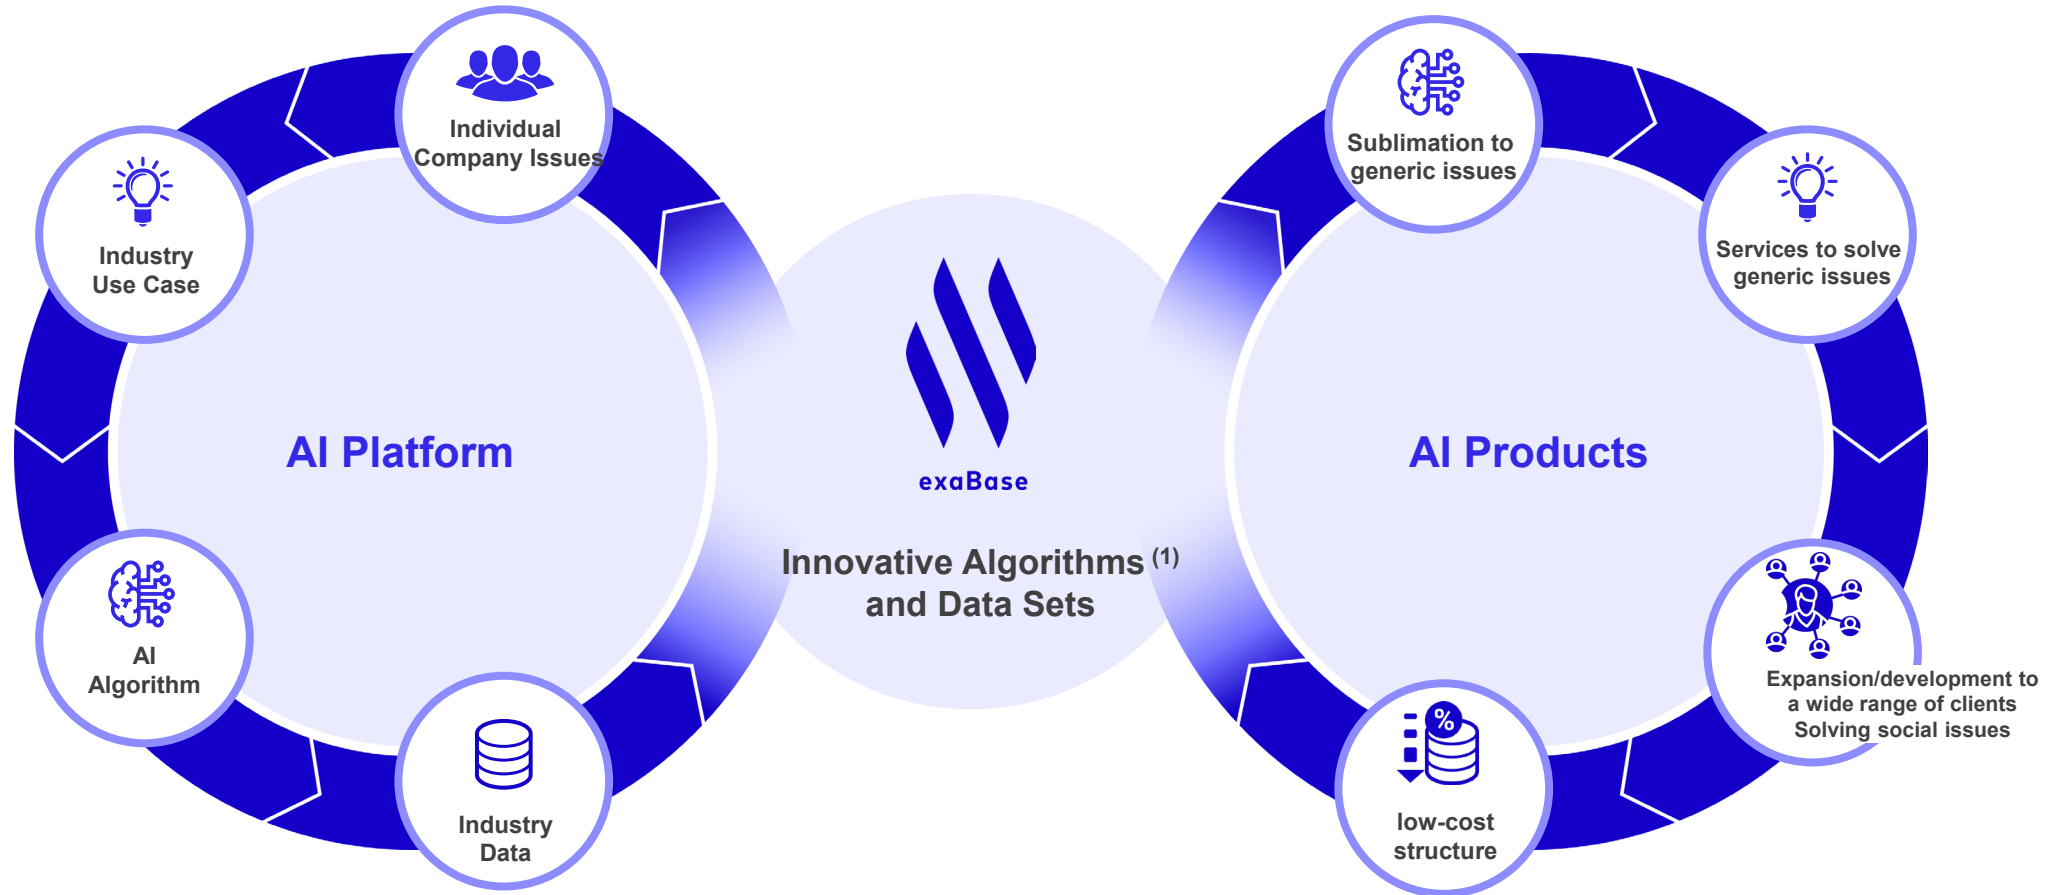 Individual
Company Issues
Industry
Use Case
AI Platform
AI
Algorithm
Industry
Data
exaBase
Innovative Algorithms (1)
and Data Sets
Sublimation to
generic issues
Services to solve
generic issues
AI Products
Expansion/development to
a wide range of clients
Solving social issues
%
low-cost
structure